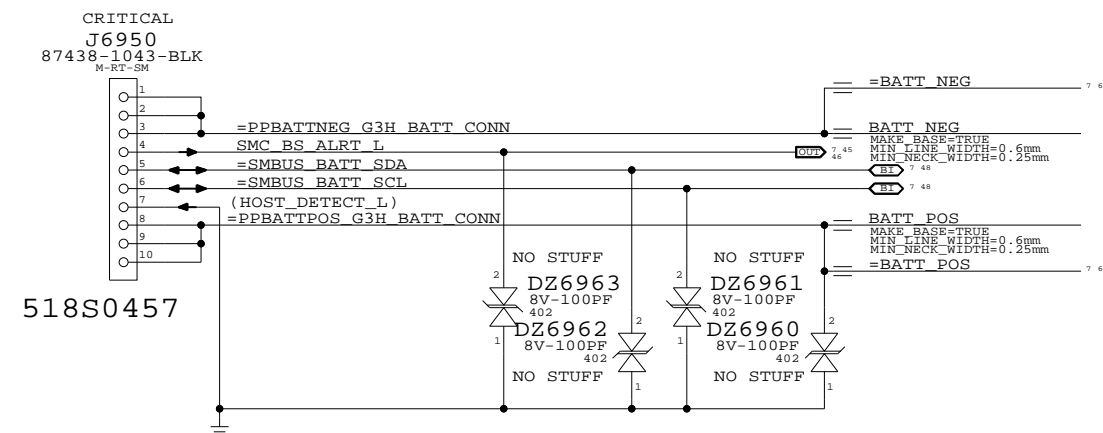 CRITICAL
J6950
87438-1043-BLK
M-RT-SM
1
2
3
4
5
6
7
8
9
10
518S0457
=PPBATTNEG_G3H_BATT_CONN
SMC_BS_ALRT_L
=SMBUS_BATT_SDA
=SMBUS_BATT_SCL
(HOST_DETECT_L)
=PPBATTPOS_G3H_BATT_CONN
=BATT_NEG
7 6
BATT_NEG
MAKE_BASE=TRUE
MIN_LINE_WIDTH=0.6mm
MIN_NECK_WIDTH=0.25mm
OUT 7 45
46
BI 7 48
BI 7 48
BATT_POS
MAKE_BASE=TRUE
MIN_LINE_WIDTH=0.6mm
MIN_NECK_WIDTH=0.25mm
=BATT_POS
7 6
NO STUFF
2
DZ6963
8V-100PF
402
1
2
DZ6962
8V-100PF
402
NO STUFF
1
NO STUFF
2
DZ6961
8V-100PF
402
1
2
DZ6960
8V-100PF
402
NO STUFF
1